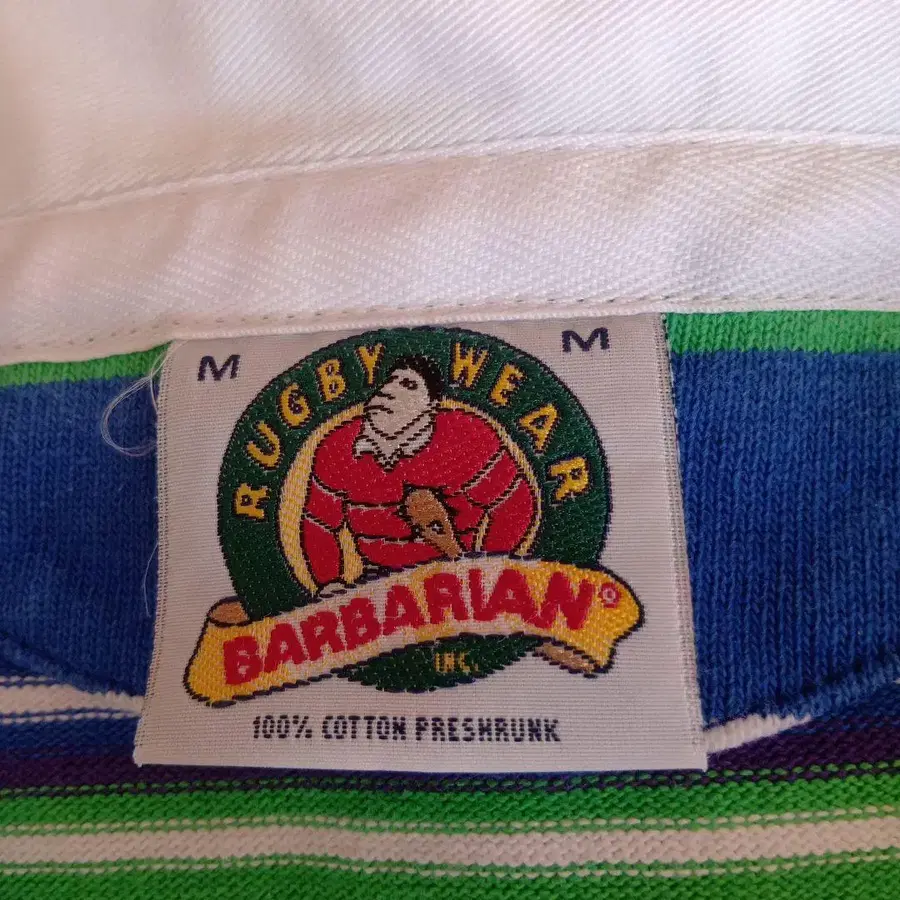 M M
RUGBY WEAR
BARBARIAN®
INC.
100% COTTON PRESHRUNK